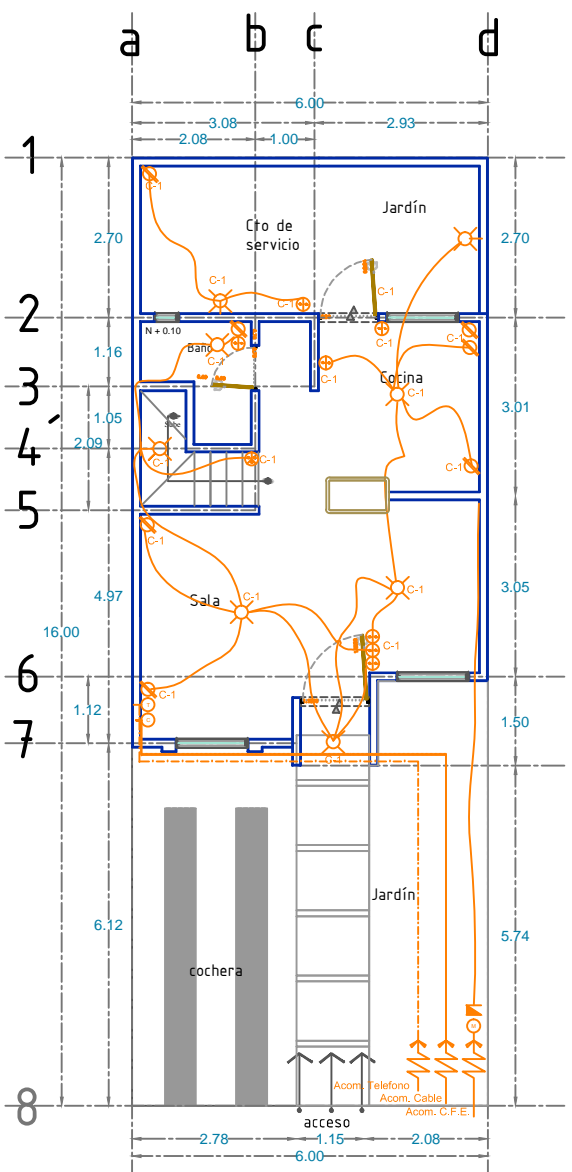 a b c d
6.00
3.08 2.93
2.08 1.00
1
C-1
Jardín
Cto de
servicio
2.70
2.70
C-1
C-1
2
N + 0.10
Baño
C-1
C-1
1.16
3
Cocina
C-1
1.05
Sube
3.01
2.09
4´
C-1
C-1
C-1
5
C-1
4.97
Sala
C-1
C-1
3.05
16.00
C-1
6
C-1
T
1.12
1.50
7
C-1
Jardín
6.12
5.74
cochera
M
Acom. Telefono
Acom. Cable
Acom. C.F.E.
8
acceso
2.78 1.15 2.08
6.00